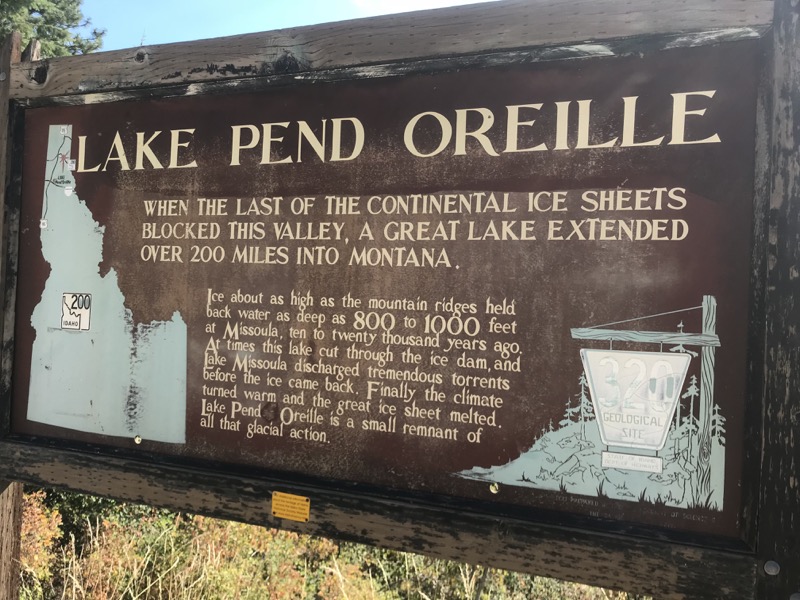 LAKE PEND OREILLE
WHEN THE LAST OF THE CONTINENTAL ICE SHEETS
BLOCKED THIS VALLEY, A GREAT LAKE EXTENDED
OVER 200 MILES INTO MONTANA.
Ice about as high as the mountain ridges held
back water as deep as 800 to 1000 feet
at Missoula, ten to twenty thousand years ago.
At times this lake cut through the ice dam, and
Lake Missoula discharged tremendous torrents
before the ice came back. Finally the climate
turned warm and the great ice sheet melted.
Lake Pend Oreille is a small remnant of
all that glacial action.
200
IDAHO
320
GEOLOGICAL
SITE